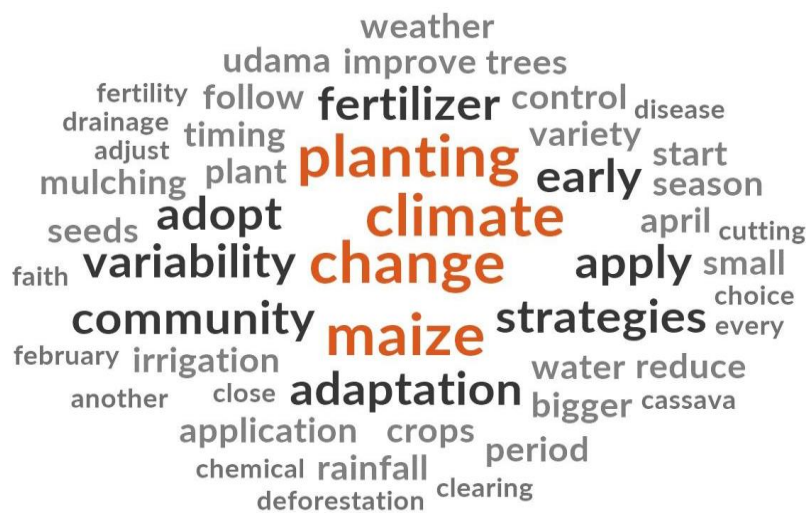 weather
udama improve trees
fertility follow fertilizer control disease
drainage timing planting variety
adjust plant early start
mulching season
seeds adopt climate april cutting
faith variability change apply small
choice
community maize strategies every
february irrigation water reduce
another close adaptation bigger cassava
application crops period
chemical rainfall
deforestation clearing